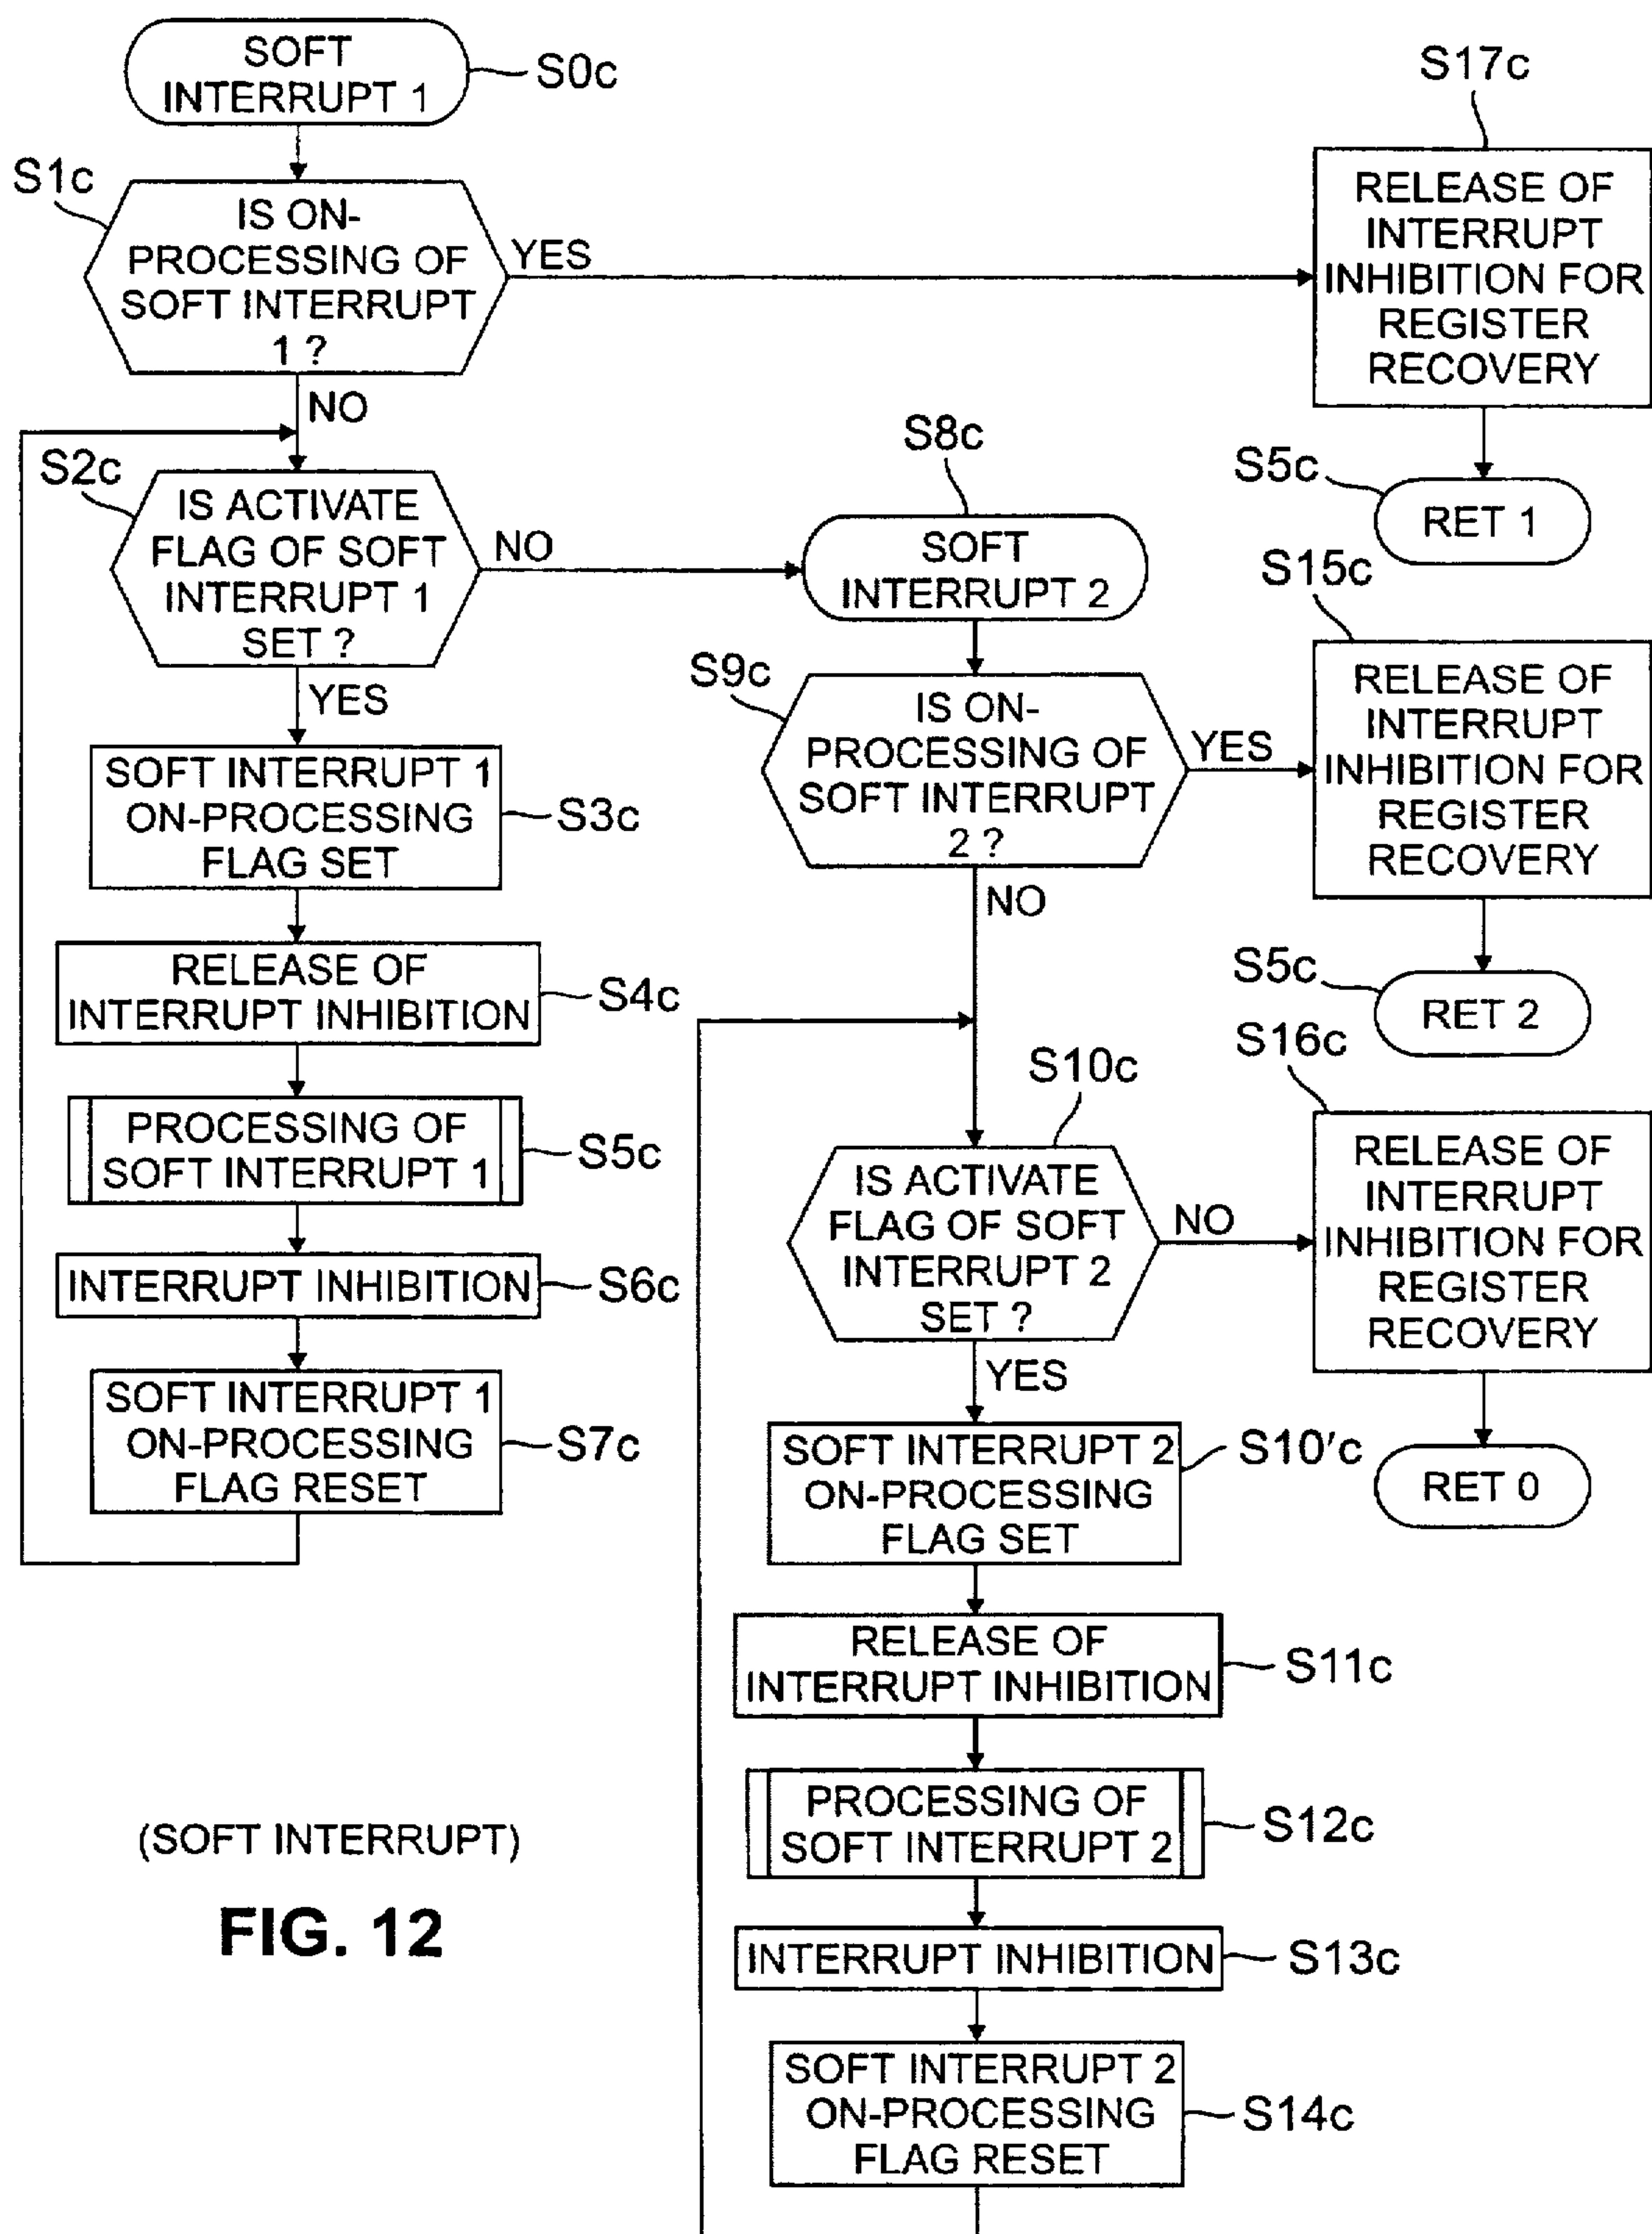 SOFT
INTERRUPT 1
S0c
S1c
IS ON-
PROCESSING OF
SOFT INTERRUPT
1 ?
YES
NO
S17c
RELEASE OF
INTERRUPT
INHIBITION FOR
REGISTER
RECOVERY
S5c
RET 1
S2c
IS ACTIVATE
FLAG OF SOFT
INTERRUPT 1
SET ?
NO
YES
S8c
SOFT
INTERRUPT 2
S9c
IS ON-
PROCESSING OF
SOFT INTERRUPT
2 ?
YES
NO
S15c
RELEASE OF
INTERRUPT
INHIBITION FOR
REGISTER
RECOVERY
S5c
RET 2
SOFT INTERRUPT 1
ON-PROCESSING
FLAG SET
S3c
RELEASE OF
INTERRUPT INHIBITION
S4c
PROCESSING OF
SOFT INTERRUPT 1
S5c
INTERRUPT INHIBITION
S6c
SOFT INTERRUPT 1
ON-PROCESSING
FLAG RESET
S7c
S10c
IS ACTIVATE
FLAG OF SOFT
INTERRUPT 2
SET ?
NO
YES
S16c
RELEASE OF
INTERRUPT
INHIBITION FOR
REGISTER
RECOVERY
RET 0
SOFT INTERRUPT 2
ON-PROCESSING
FLAG SET
S10'c
RELEASE OF
INTERRUPT INHIBITION
S11c
PROCESSING OF
SOFT INTERRUPT 2
S12c
INTERRUPT INHIBITION
S13c
SOFT INTERRUPT 2
ON-PROCESSING
FLAG RESET
S14c
(SOFT INTERRUPT)
FIG. 12